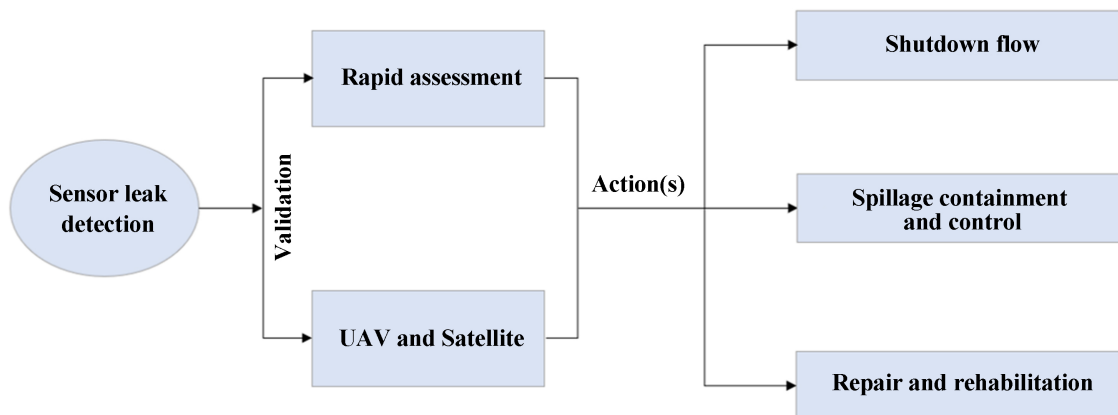 Sensor leak
detection
Validation
Rapid assessment
UAV and Satellite
Action(s)
Shutdown flow
Spillage containment
and control
Repair and rehabilitation